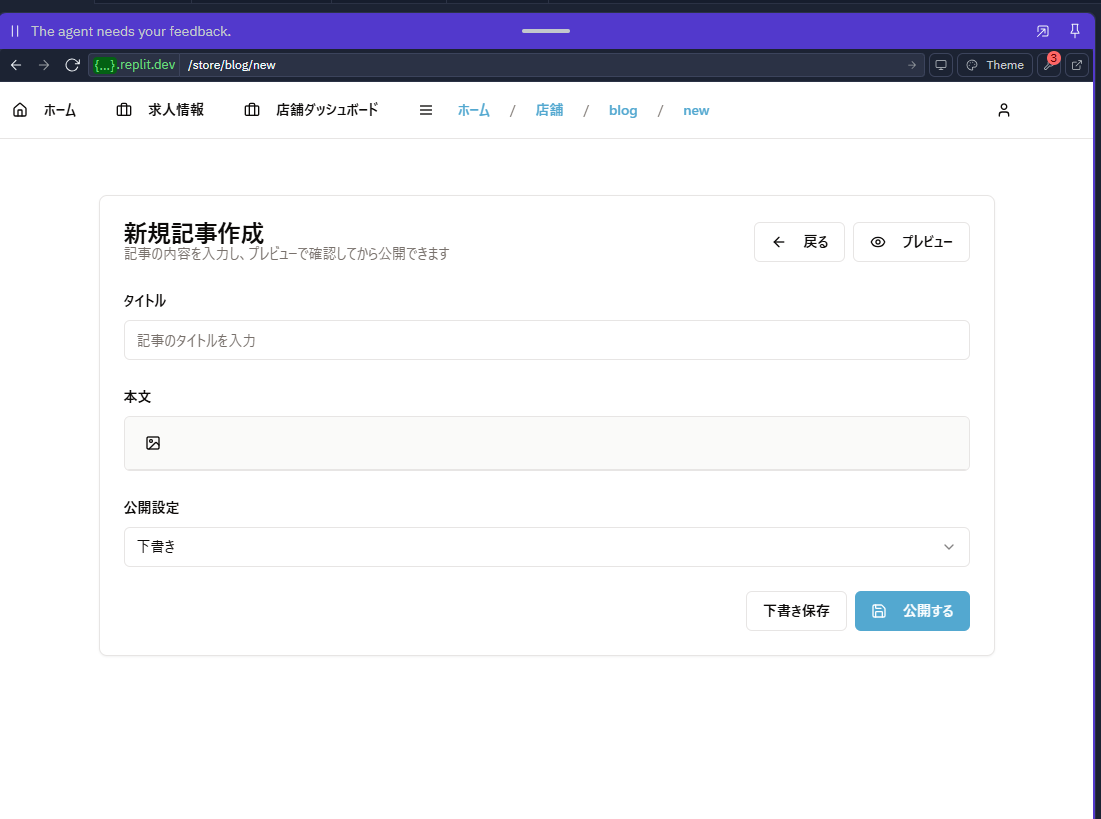 The agent needs your feedback.
{...}.replit.dev /store/blog/new
Theme
3
ホーム 求人情報 店舗ダッシュボード ホーム / 店舗 / blog / new
新規記事作成
記事の内容を入力し、プレビューで確認してから公開できます
戻る プレビュー
タイトル
記事のタイトルを入力
本文
公開設定
下書き
下書き保存 公開する